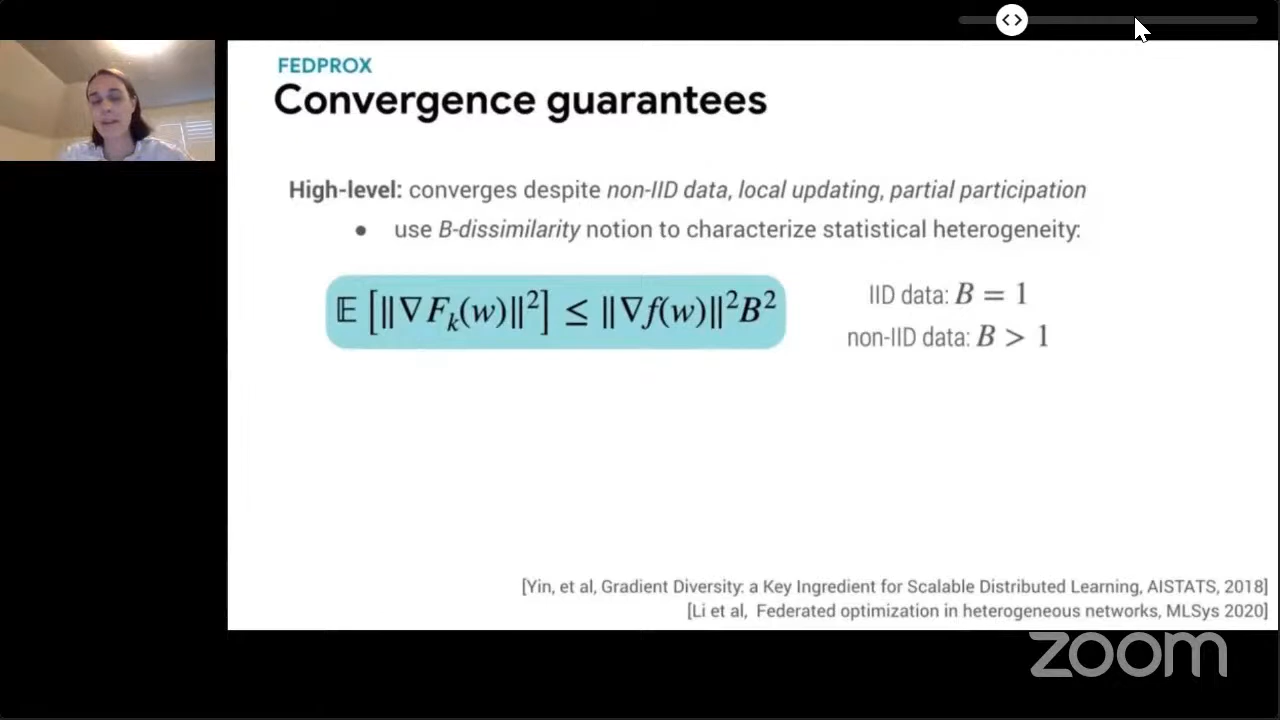 FEDPROX
Convergence guarantees
High-level: converges despite non-IID data, local updating, partial participation
● use B-dissimilarity notion to characterize statistical heterogeneity:
𝔼 [‖∇F_k(w)‖²] ≤ ‖∇f(w)‖²B²
IID data: B = 1
non-IID data: B > 1
[Yin, et al, Gradient Diversity: a Key Ingredient for Scalable Distributed Learning, AISTATS, 2018]
[Li et al, Federated optimization in heterogeneous networks, MLSys 2020]
zoom